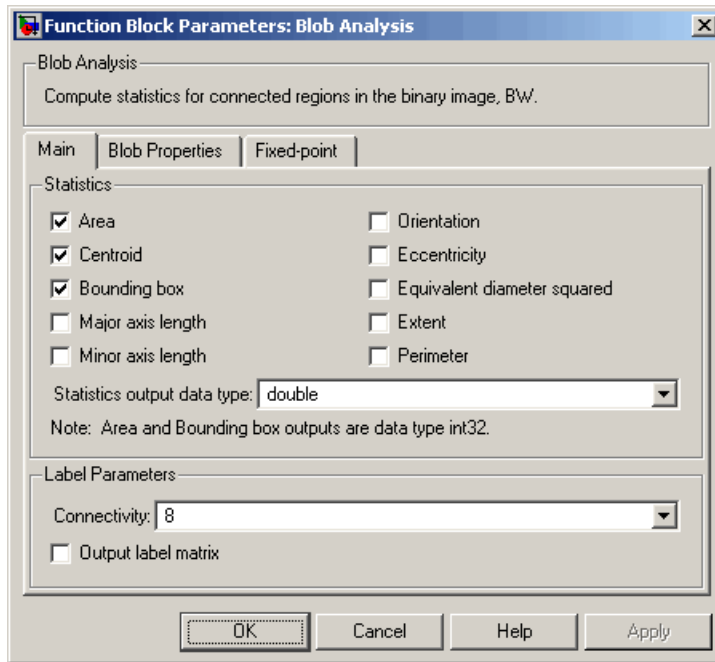 Function Block Parameters: Blob Analysis
Blob Analysis
Compute statistics for connected regions in the binary image, BW.
Main Blob Properties Fixed-point
Statistics
Area
Centroid
Bounding box
Major axis length
Minor axis length
Orientation
Eccentricity
Equivalent diameter squared
Extent
Perimeter
Statistics output data type: double
Note: Area and Bounding box outputs are data type int32.
Label Parameters
Connectivity: 8
Output label matrix
OK Cancel Help Apply